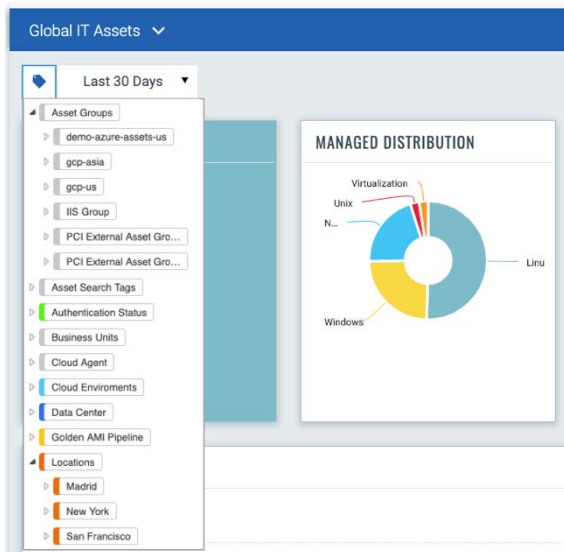 Global IT Assets
Last 30 Days
Asset Groups
demo-azure-assets-us
gcp-asia
gcp-us
IIS Group
PCI External Asset Gro...
PCI External Asset Gro...
Asset Search Tags
Authentication Status
Business Units
Cloud Agent
Cloud Enviroments
Data Center
Golden AMI Pipeline
Locations
Madrid
New York
San Francisco
MANAGED DISTRIBUTION
Virtualization
Unix
N...
Linu
Windows